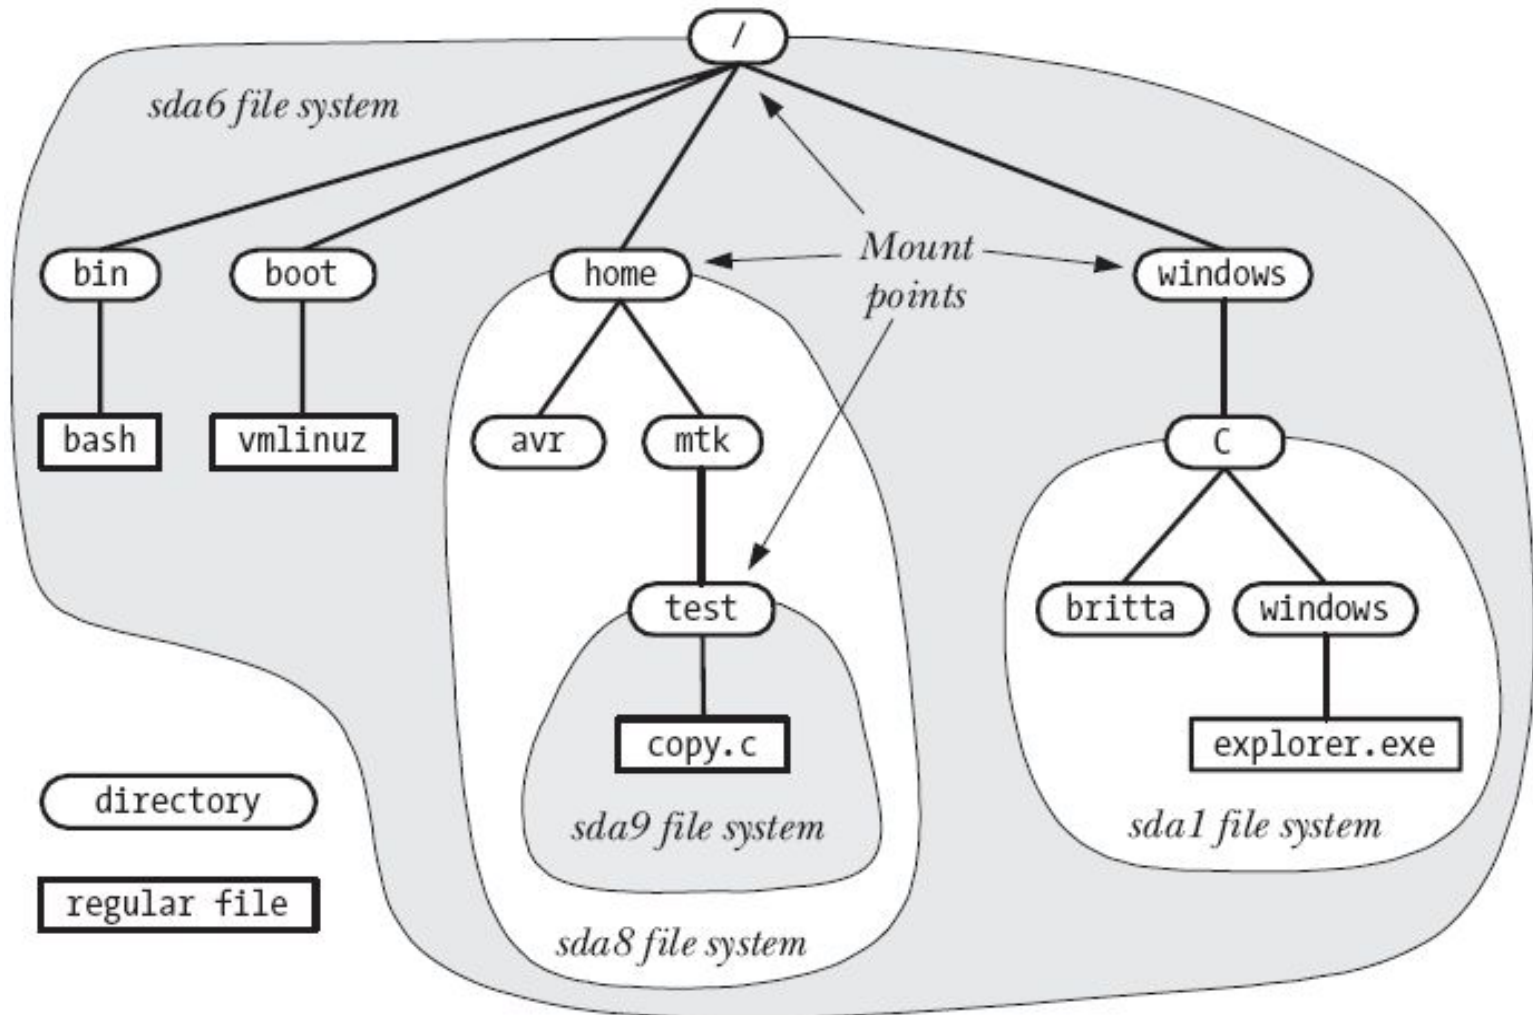 /
sda6 file system
bin
boot
home
Mount
points
windows
bash
vmlinuz
avr
mtk
C
test
britta
windows
copy.c
explorer.exe
directory
sda9 file system
sda1 file system
regular file
sda8 file system